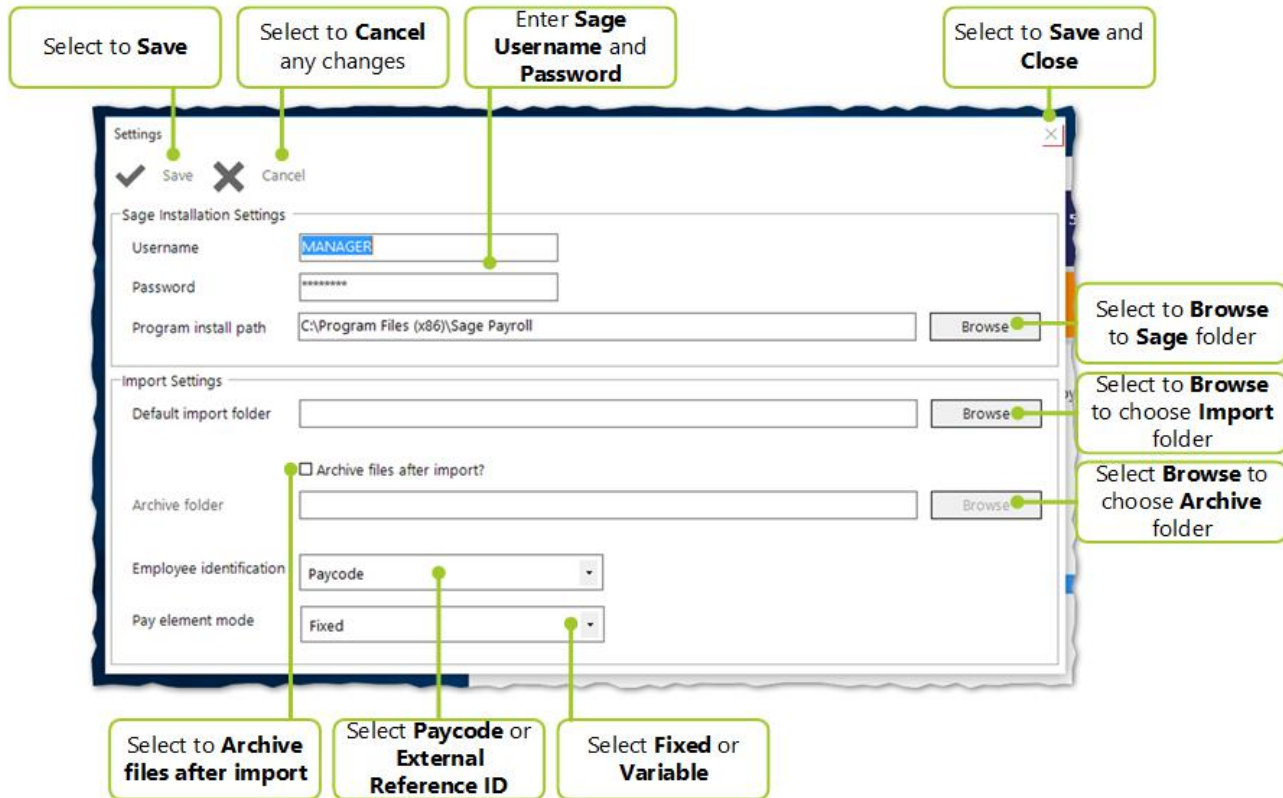 Select to Save
Select to Cancel
any changes
Enter Sage
Username and
Password
Select to Save and
Close
Settings
Save
Cancel
Sage Installation Settings
Username
MANAGER
Password
********
Program install path
C:\Program Files (x86)\Sage Payroll
Browse
Select to Browse
to Sage folder
Import Settings
Default import folder
Browse
Select to Browse
to choose Import
folder
Archive files after import?
Archive folder
Browse
Select Browse to
choose Archive
folder
Employee identification
Paycode
Pay element mode
Fixed
Select to Archive
files after import
Select Paycode or
External
Reference ID
Select Fixed or
Variable